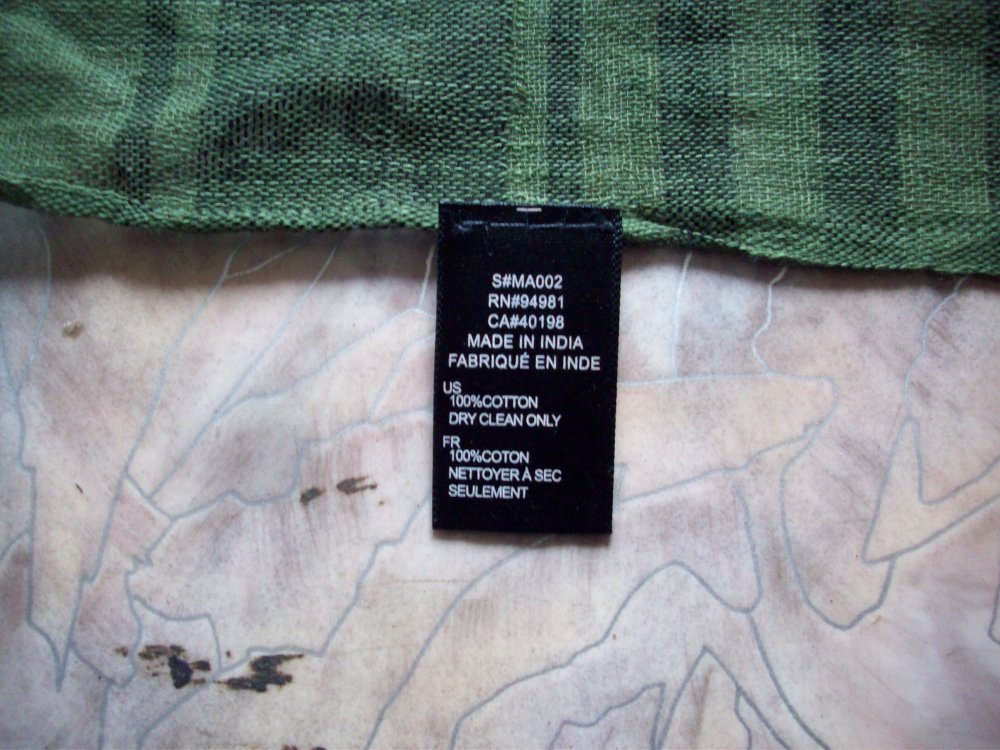 S#MA002
RN#94981
CA#40198
MADE IN INDIA
FABRIQUÉ EN INDE
US
100%COTTON
DRY CLEAN ONLY
FR
100%COTON
NETTOYER À SEC
SEULEMENT